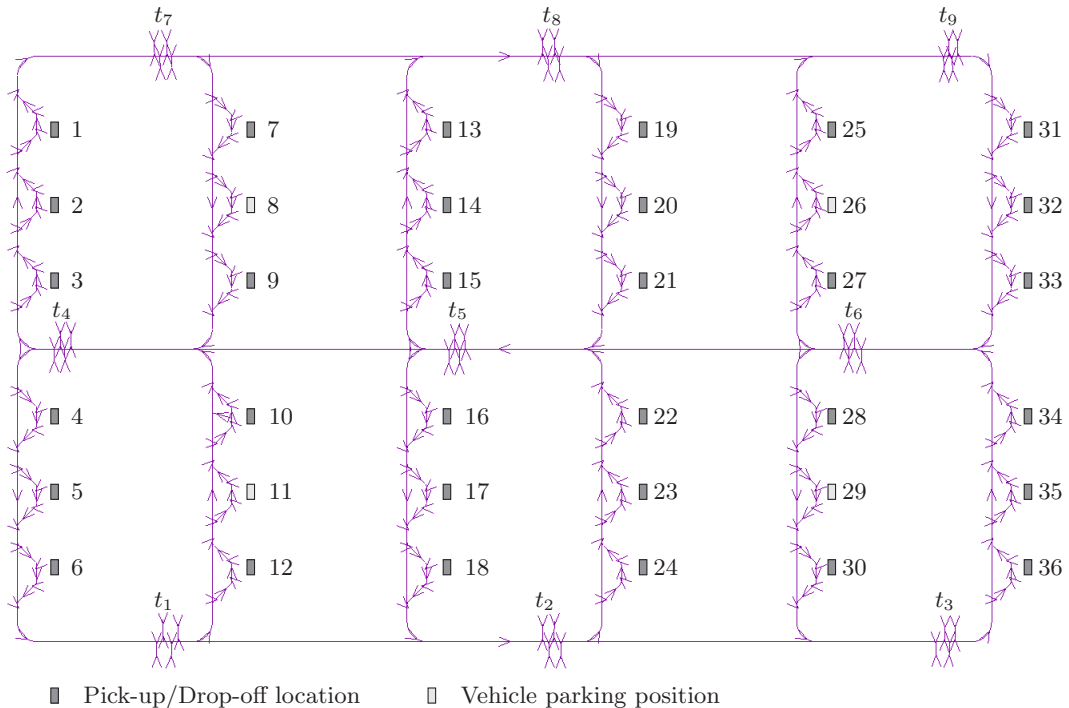 t7 t8 t9
1 7 13 19 25 31
2 8 14 20 26 32
3 9 15 21 27 33
t4 t5 t6
4 10 16 22 28 34
5 11 17 23 29 35
6 12 18 24 30 36
t1 t2 t3
Pick-up/Drop-off location Vehicle parking position